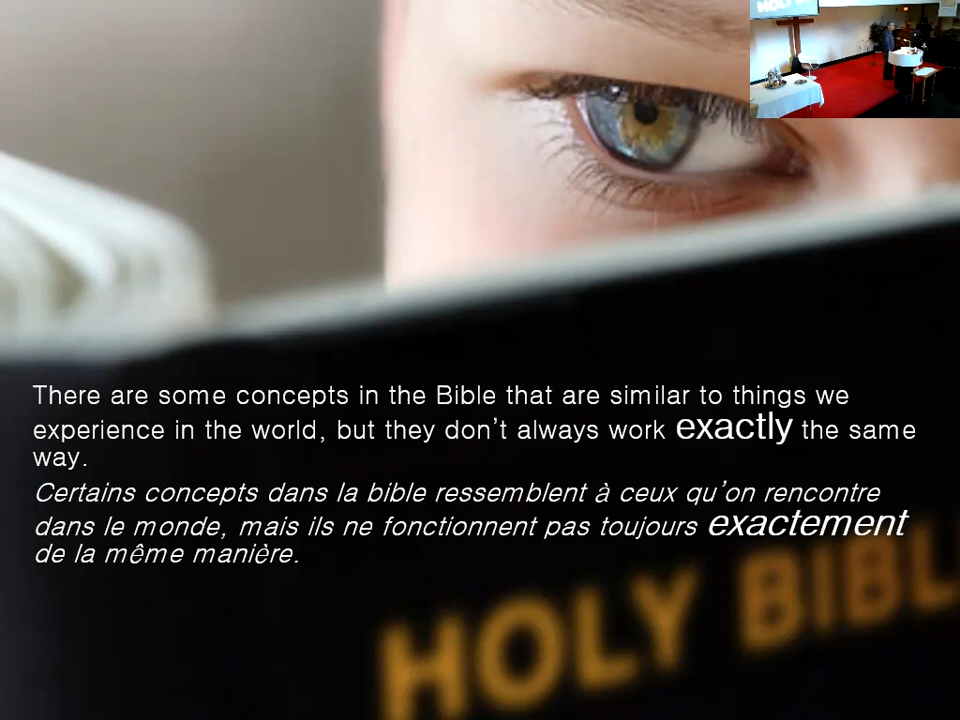 HOLY BIB
There are some concepts in the Bible that are similar to things we
experience in the world, but they don't always work exactly the same
way.
Certains concepts dans la bible ressemblent à ceux qu'on rencontre
dans le monde, mais ils ne fonctionnent pas toujours exactement
de la même manière.
HOLY BIBL